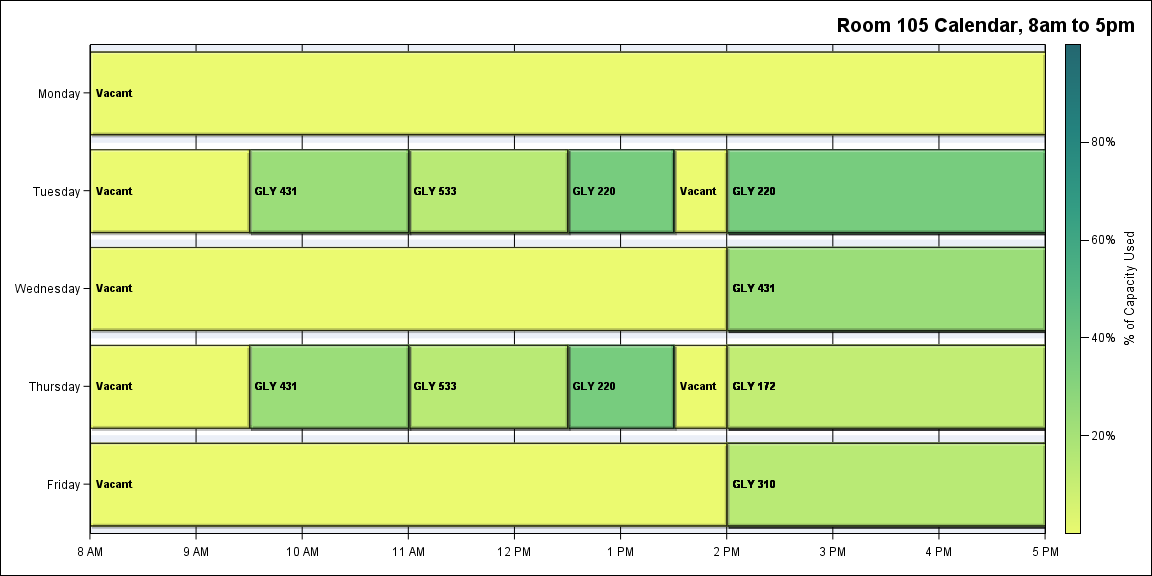 Room 105 Calendar, 8am to 5pm
Monday
Vacant
Tuesday
Vacant
GLY 431
GLY 533
GLY 220
Vacant
GLY 220
Wednesday
Vacant
GLY 431
Thursday
Vacant
GLY 431
GLY 533
GLY 220
Vacant
GLY 172
Friday
Vacant
GLY 310
8 AM
9 AM
10 AM
11 AM
12 PM
1 PM
2 PM
3 PM
4 PM
5 PM
80%
60%
40%
20%
% of Capacity Used